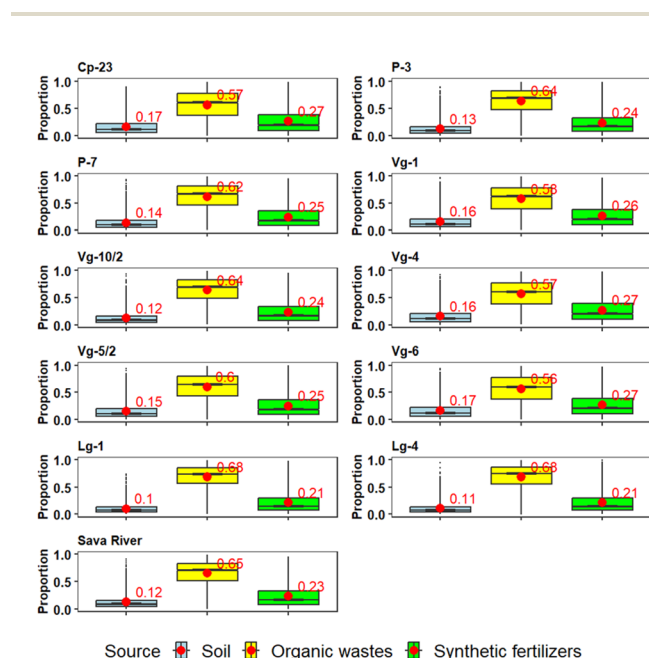 Cp-23
Proportion
1.0
0.5
0.0
0.17
0.57
0.27
P-3
Proportion
1.0
0.5
0.0
0.13
0.64
0.24
P-7
Proportion
1.0
0.5
0.0
0.14
0.62
0.25
Vg-1
Proportion
1.0
0.5
0.0
0.16
0.58
0.26
Vg-10/2
Proportion
1.0
0.5
0.0
0.12
0.64
0.24
Vg-4
Proportion
1.0
0.5
0.0
0.16
0.57
0.27
Vg-5/2
Proportion
1.0
0.5
0.0
0.15
0.6
0.25
Vg-6
Proportion
1.0
0.5
0.0
0.17
0.56
0.27
Lg-1
Proportion
1.0
0.5
0.0
0.1
0.68
0.21
Lg-4
Proportion
1.0
0.5
0.0
0.11
0.68
0.21
Sava River
Proportion
1.0
0.5
0.0
0.12
0.65
0.23
Source Soil Organic wastes Synthetic fertilizers